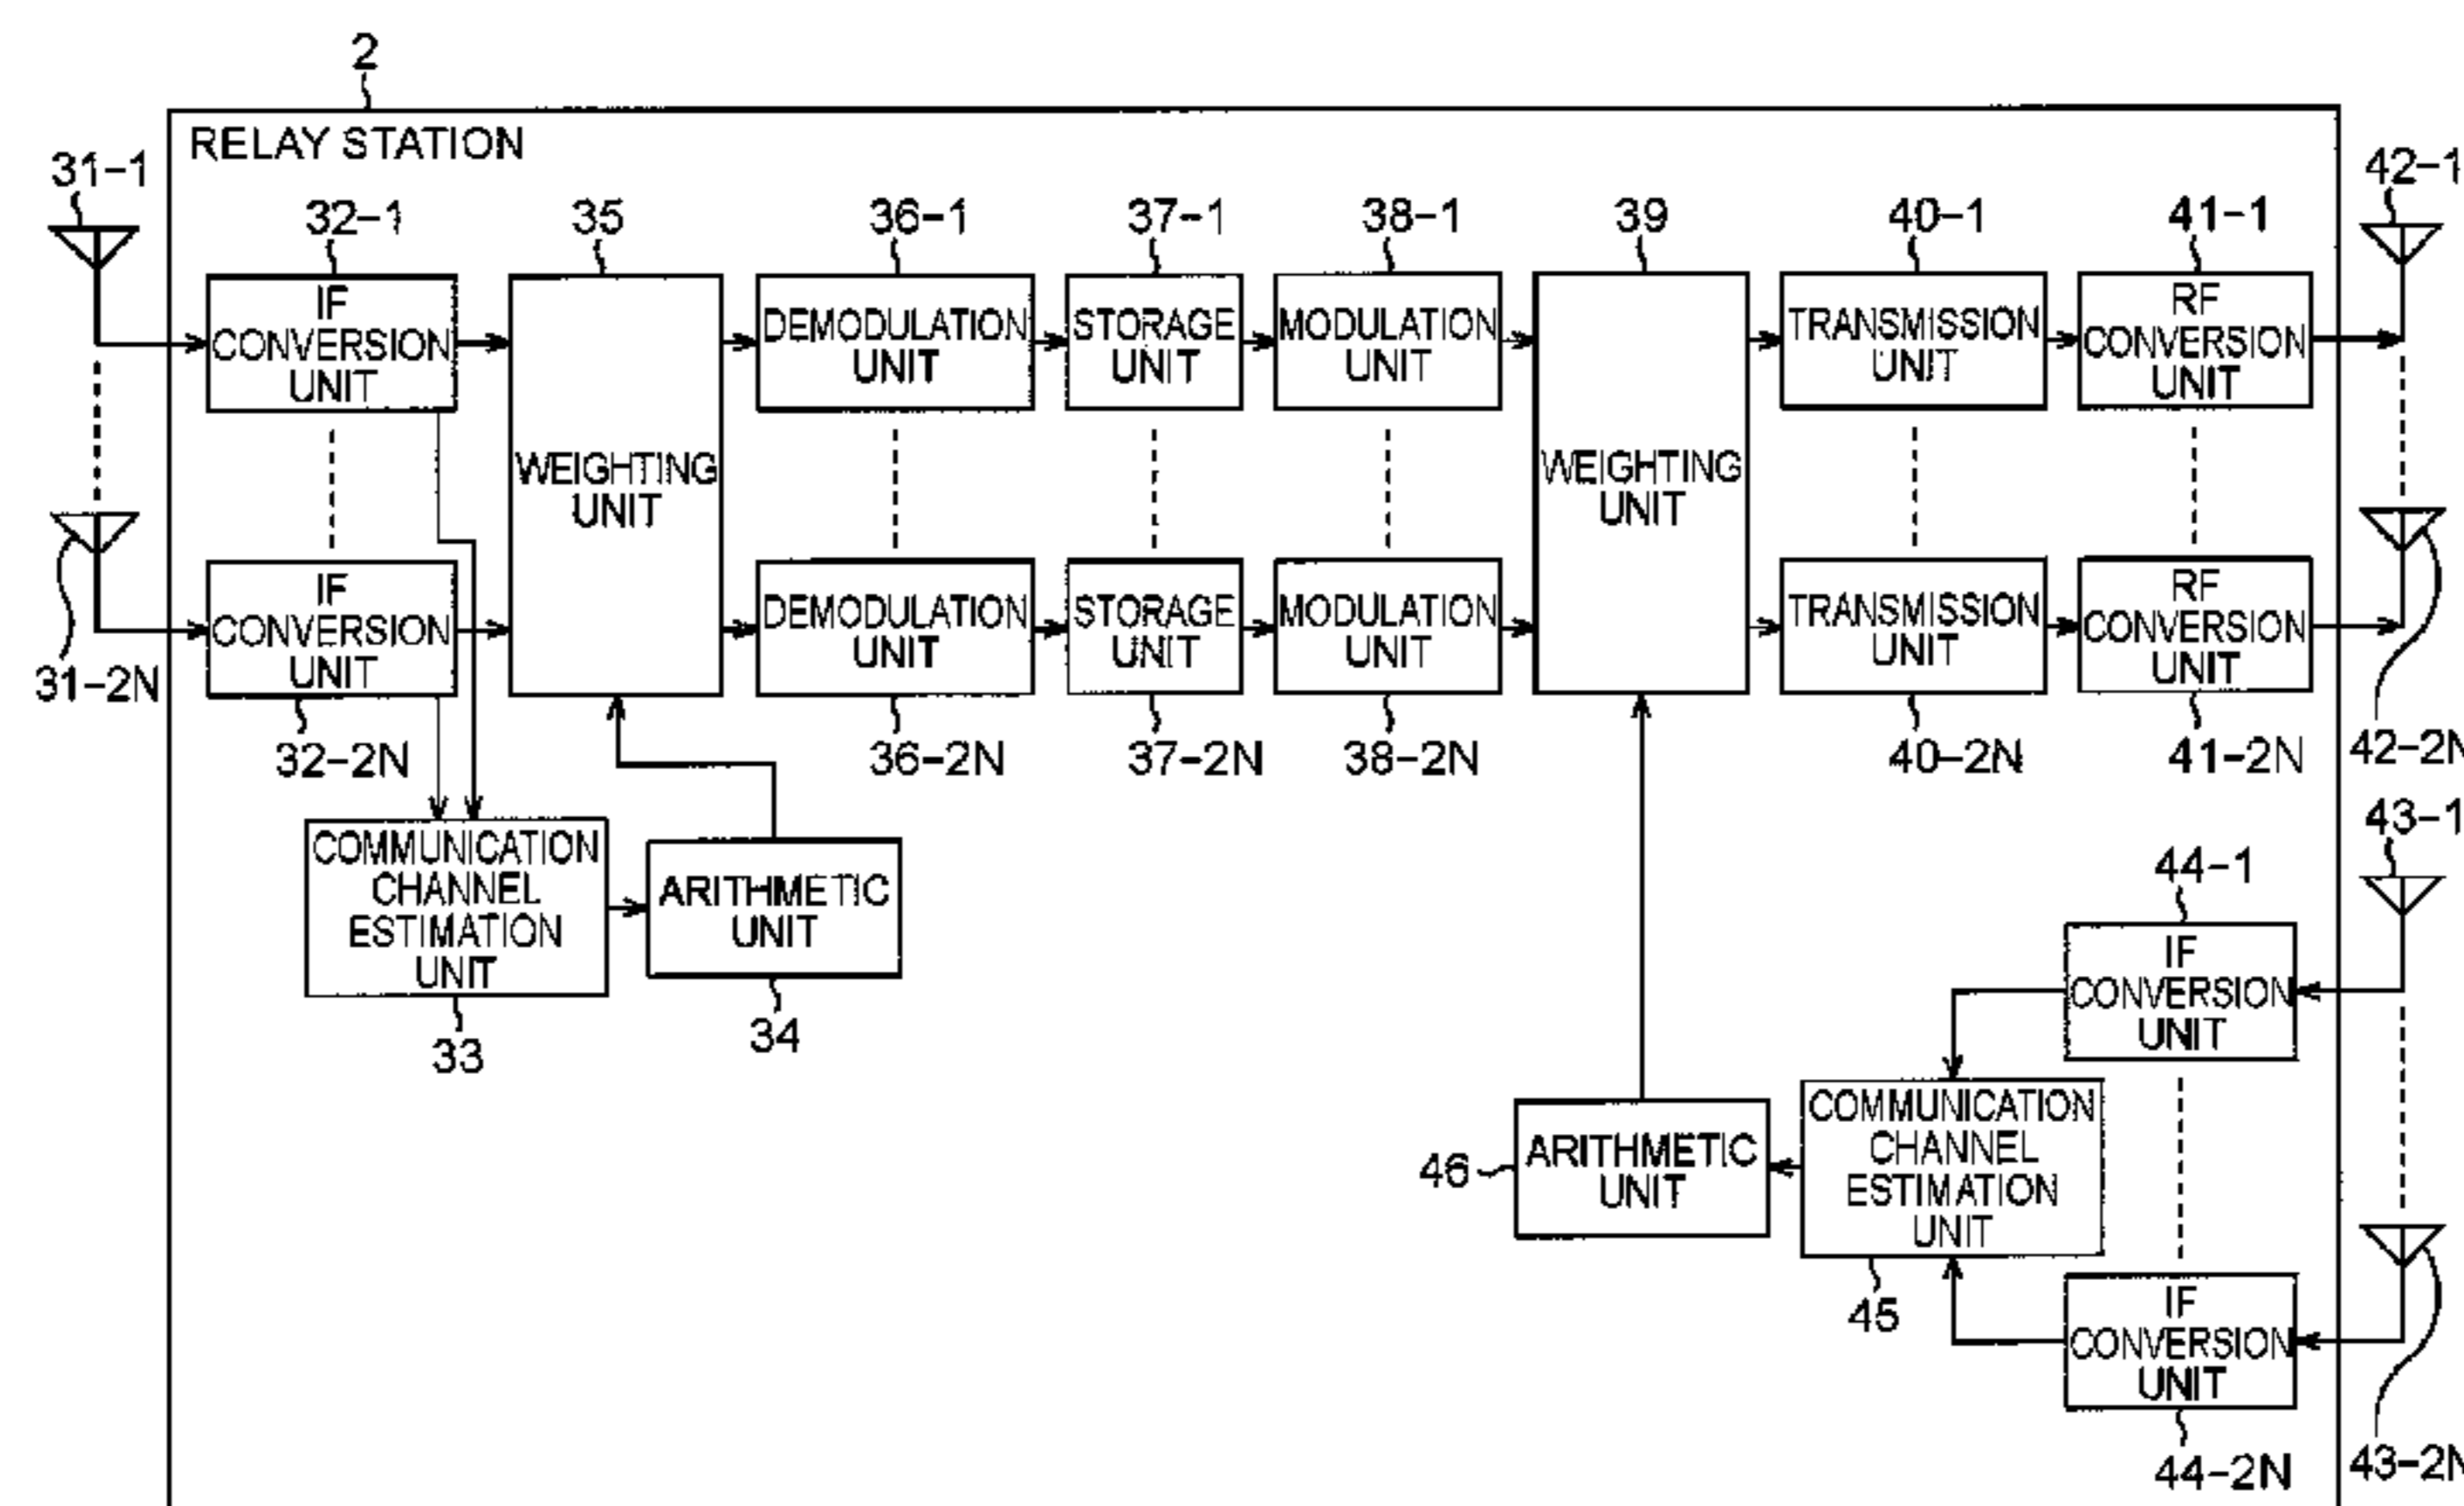 2
RELAY STATION
31-1
32-1
35
36-1
37-1
38-1
39
40-1
41-1
42-1
IF
CONVERSION
UNIT
WEIGHTING
UNIT
DEMODULATION
UNIT
STORAGE
UNIT
MODULATION
UNIT
WEIGHTING
UNIT
TRANSMISSION
UNIT
RF
CONVERSION
UNIT
IF
CONVERSION
UNIT
DEMODULATION
UNIT
STORAGE
UNIT
MODULATION
UNIT
TRANSMISSION
UNIT
RF
CONVERSION
UNIT
31-2N
32-2N
36-2N
37-2N
38-2N
40-2N
41-2N
42-2N
COMMUNICATION
CHANNEL
ESTIMATION
UNIT
33
ARITHMETIC
UNIT
34
43-1
44-1
IF
CONVERSION
UNIT
46
ARITHMETIC
UNIT
COMMUNICATION
CHANNEL
ESTIMATION
UNIT
45
IF
CONVERSION
UNIT
44-2N
43-2N